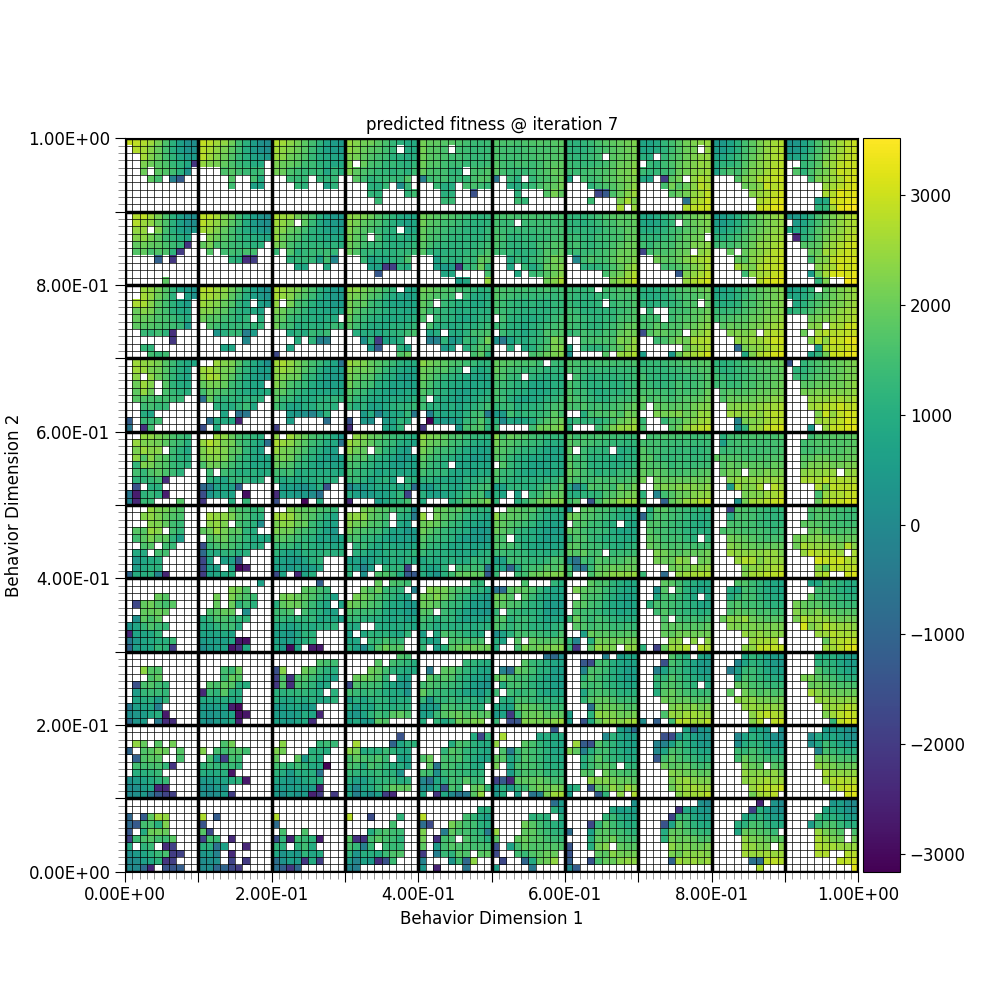 predicted fitness @ iteration 7
1.00E+00
8.00E-01
6.00E-01
4.00E-01
2.00E-01
0.00E+00
Behavior Dimension 2
0.00E+00 2.00E-01 4.00E-01 6.00E-01 8.00E-01 1.00E+00
Behavior Dimension 1
3000
2000
1000
0
−1000
−2000
−3000